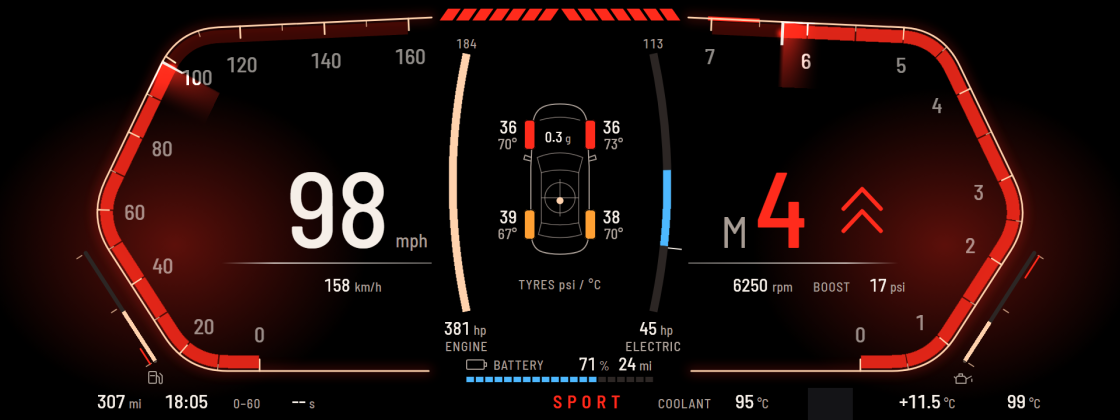 184
113
160
140
120
100
80
60
40
20
0
98 mph
158 km/h
36
70°
36
73°
0.3 g
39
67°
38
70°
TYRES psi / °C
381 hp
ENGINE
45 hp
ELECTRIC
BATTERY 71 % 24 mi
7
6
5
4
3
2
1
0
M4
6250 rpm BOOST 17 psi
307 mi 18:05 0-60 -- s
SPORT
COOLANT 95 °C
+11.5 °C 99 °C